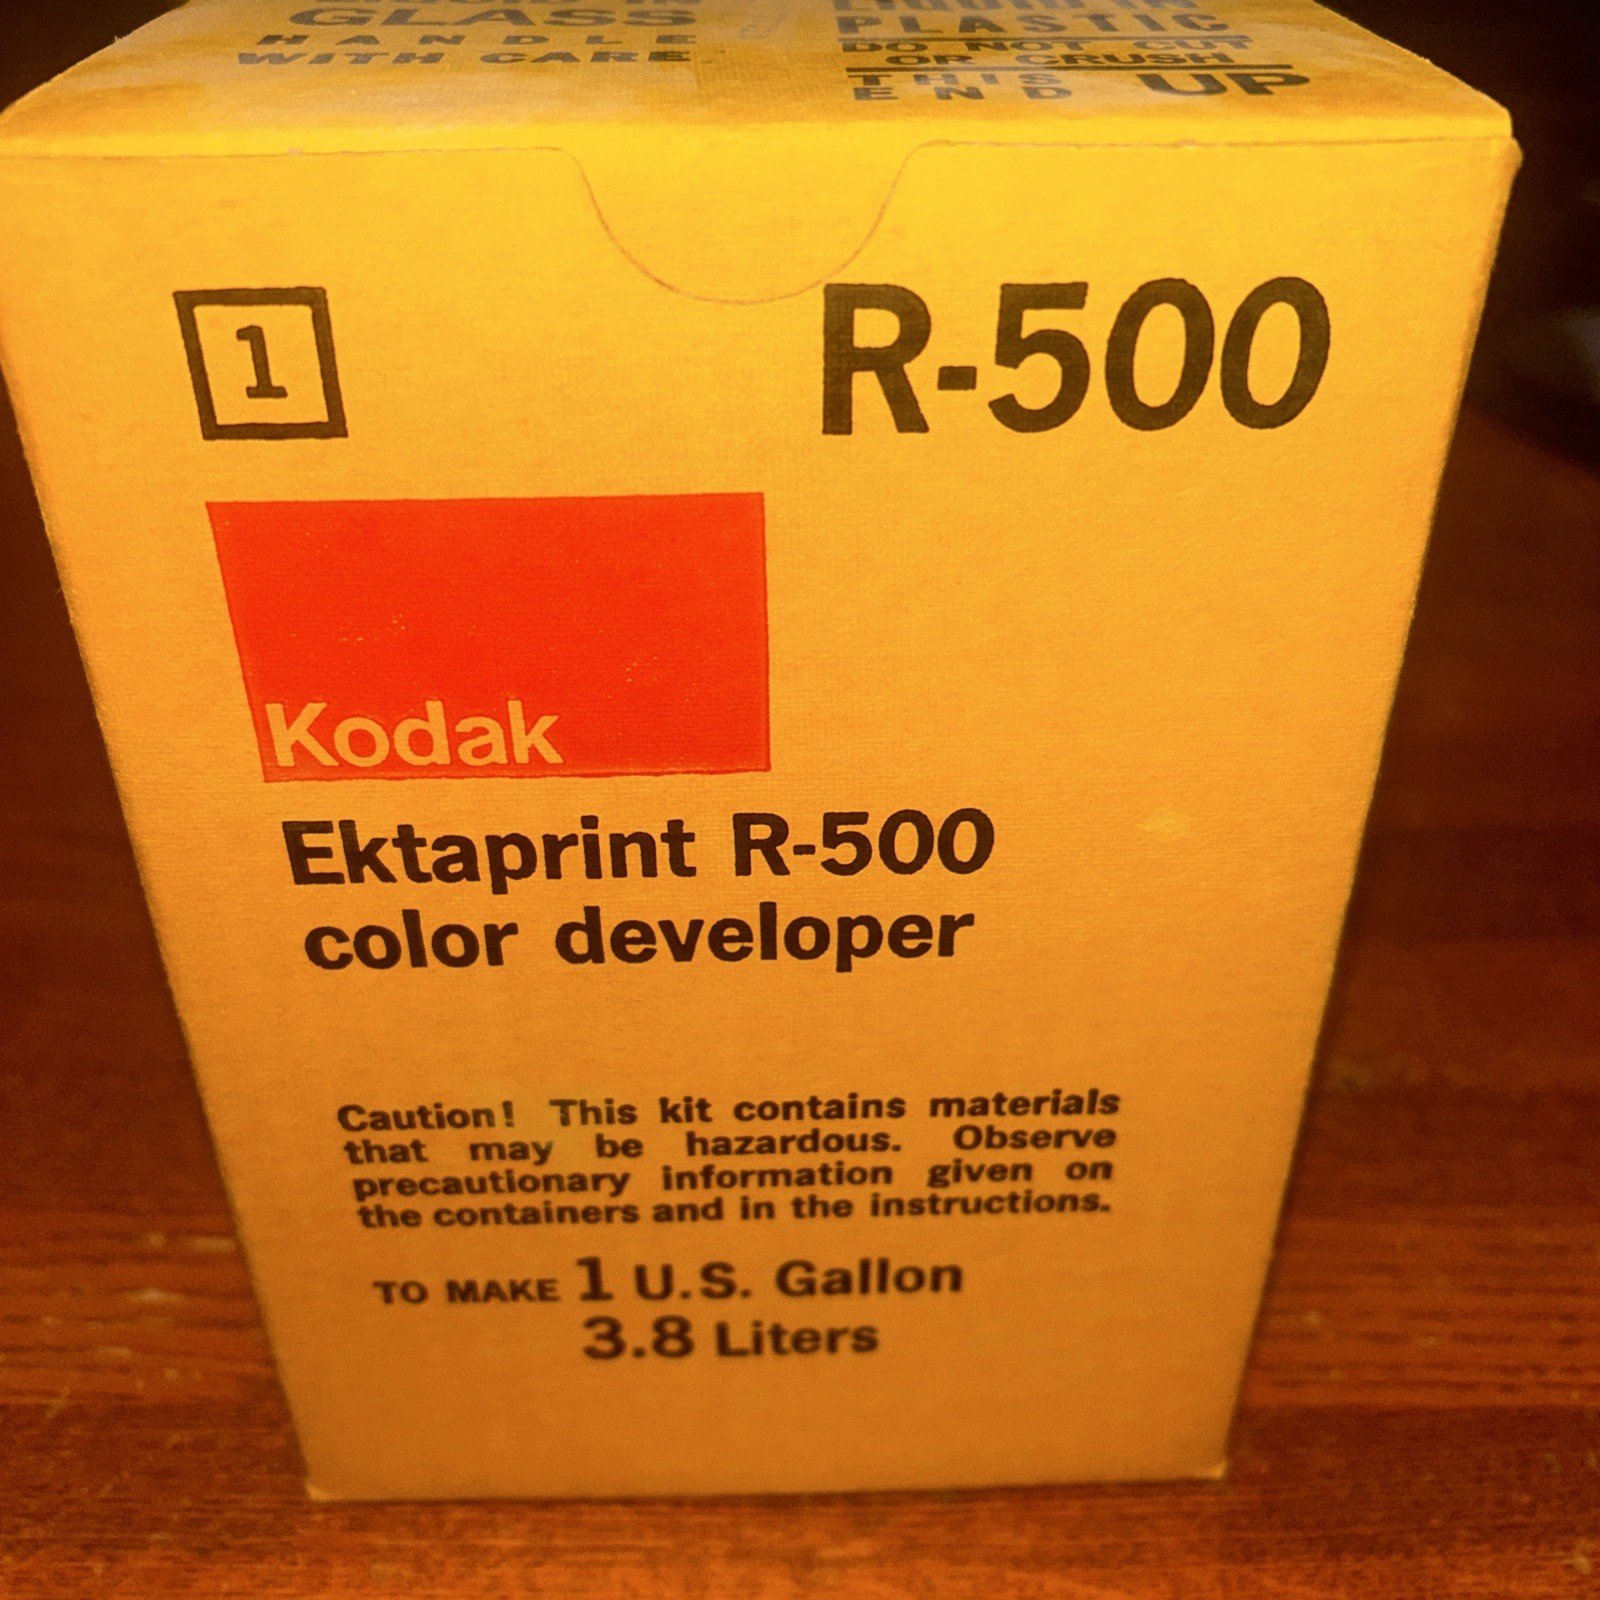 GLASS
HANDLE
WITH CARE
LIQUID IN
PLASTIC
DO NOT CUT
OR CRUSH
THIS
END UP
1
R-500
Kodak
Ektaprint R-500
color developer
Caution! This kit contains materials
that may be hazardous. Observe
precautionary information given on
the containers and in the instructions.
TO MAKE 1 U.S. Gallon
3.8 Liters